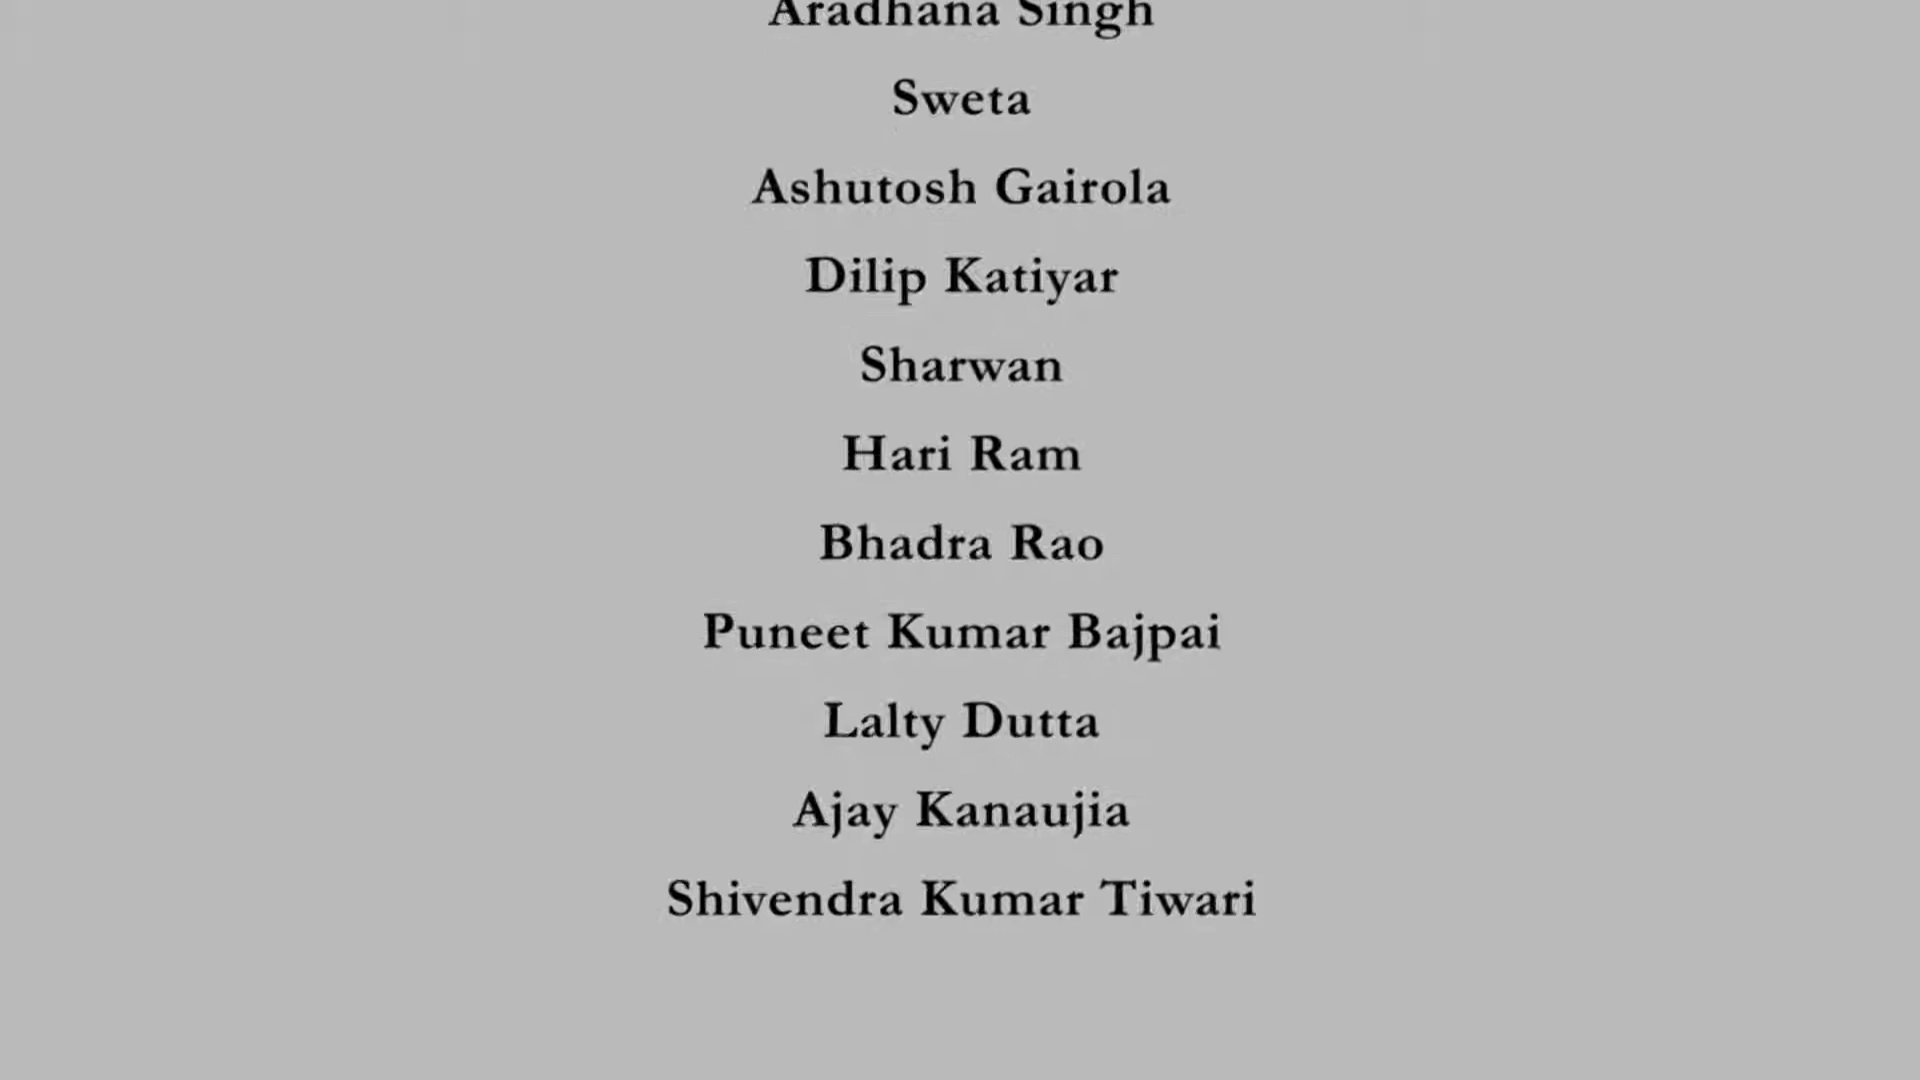 Aradhana Singh
Sweta
Ashutosh Gairola
Dilip Katiyar
Sharwan
Hari Ram
Bhadra Rao
Puneet Kumar Bajpai
Lalty Dutta
Ajay Kanaujia
Shivendra Kumar Tiwari